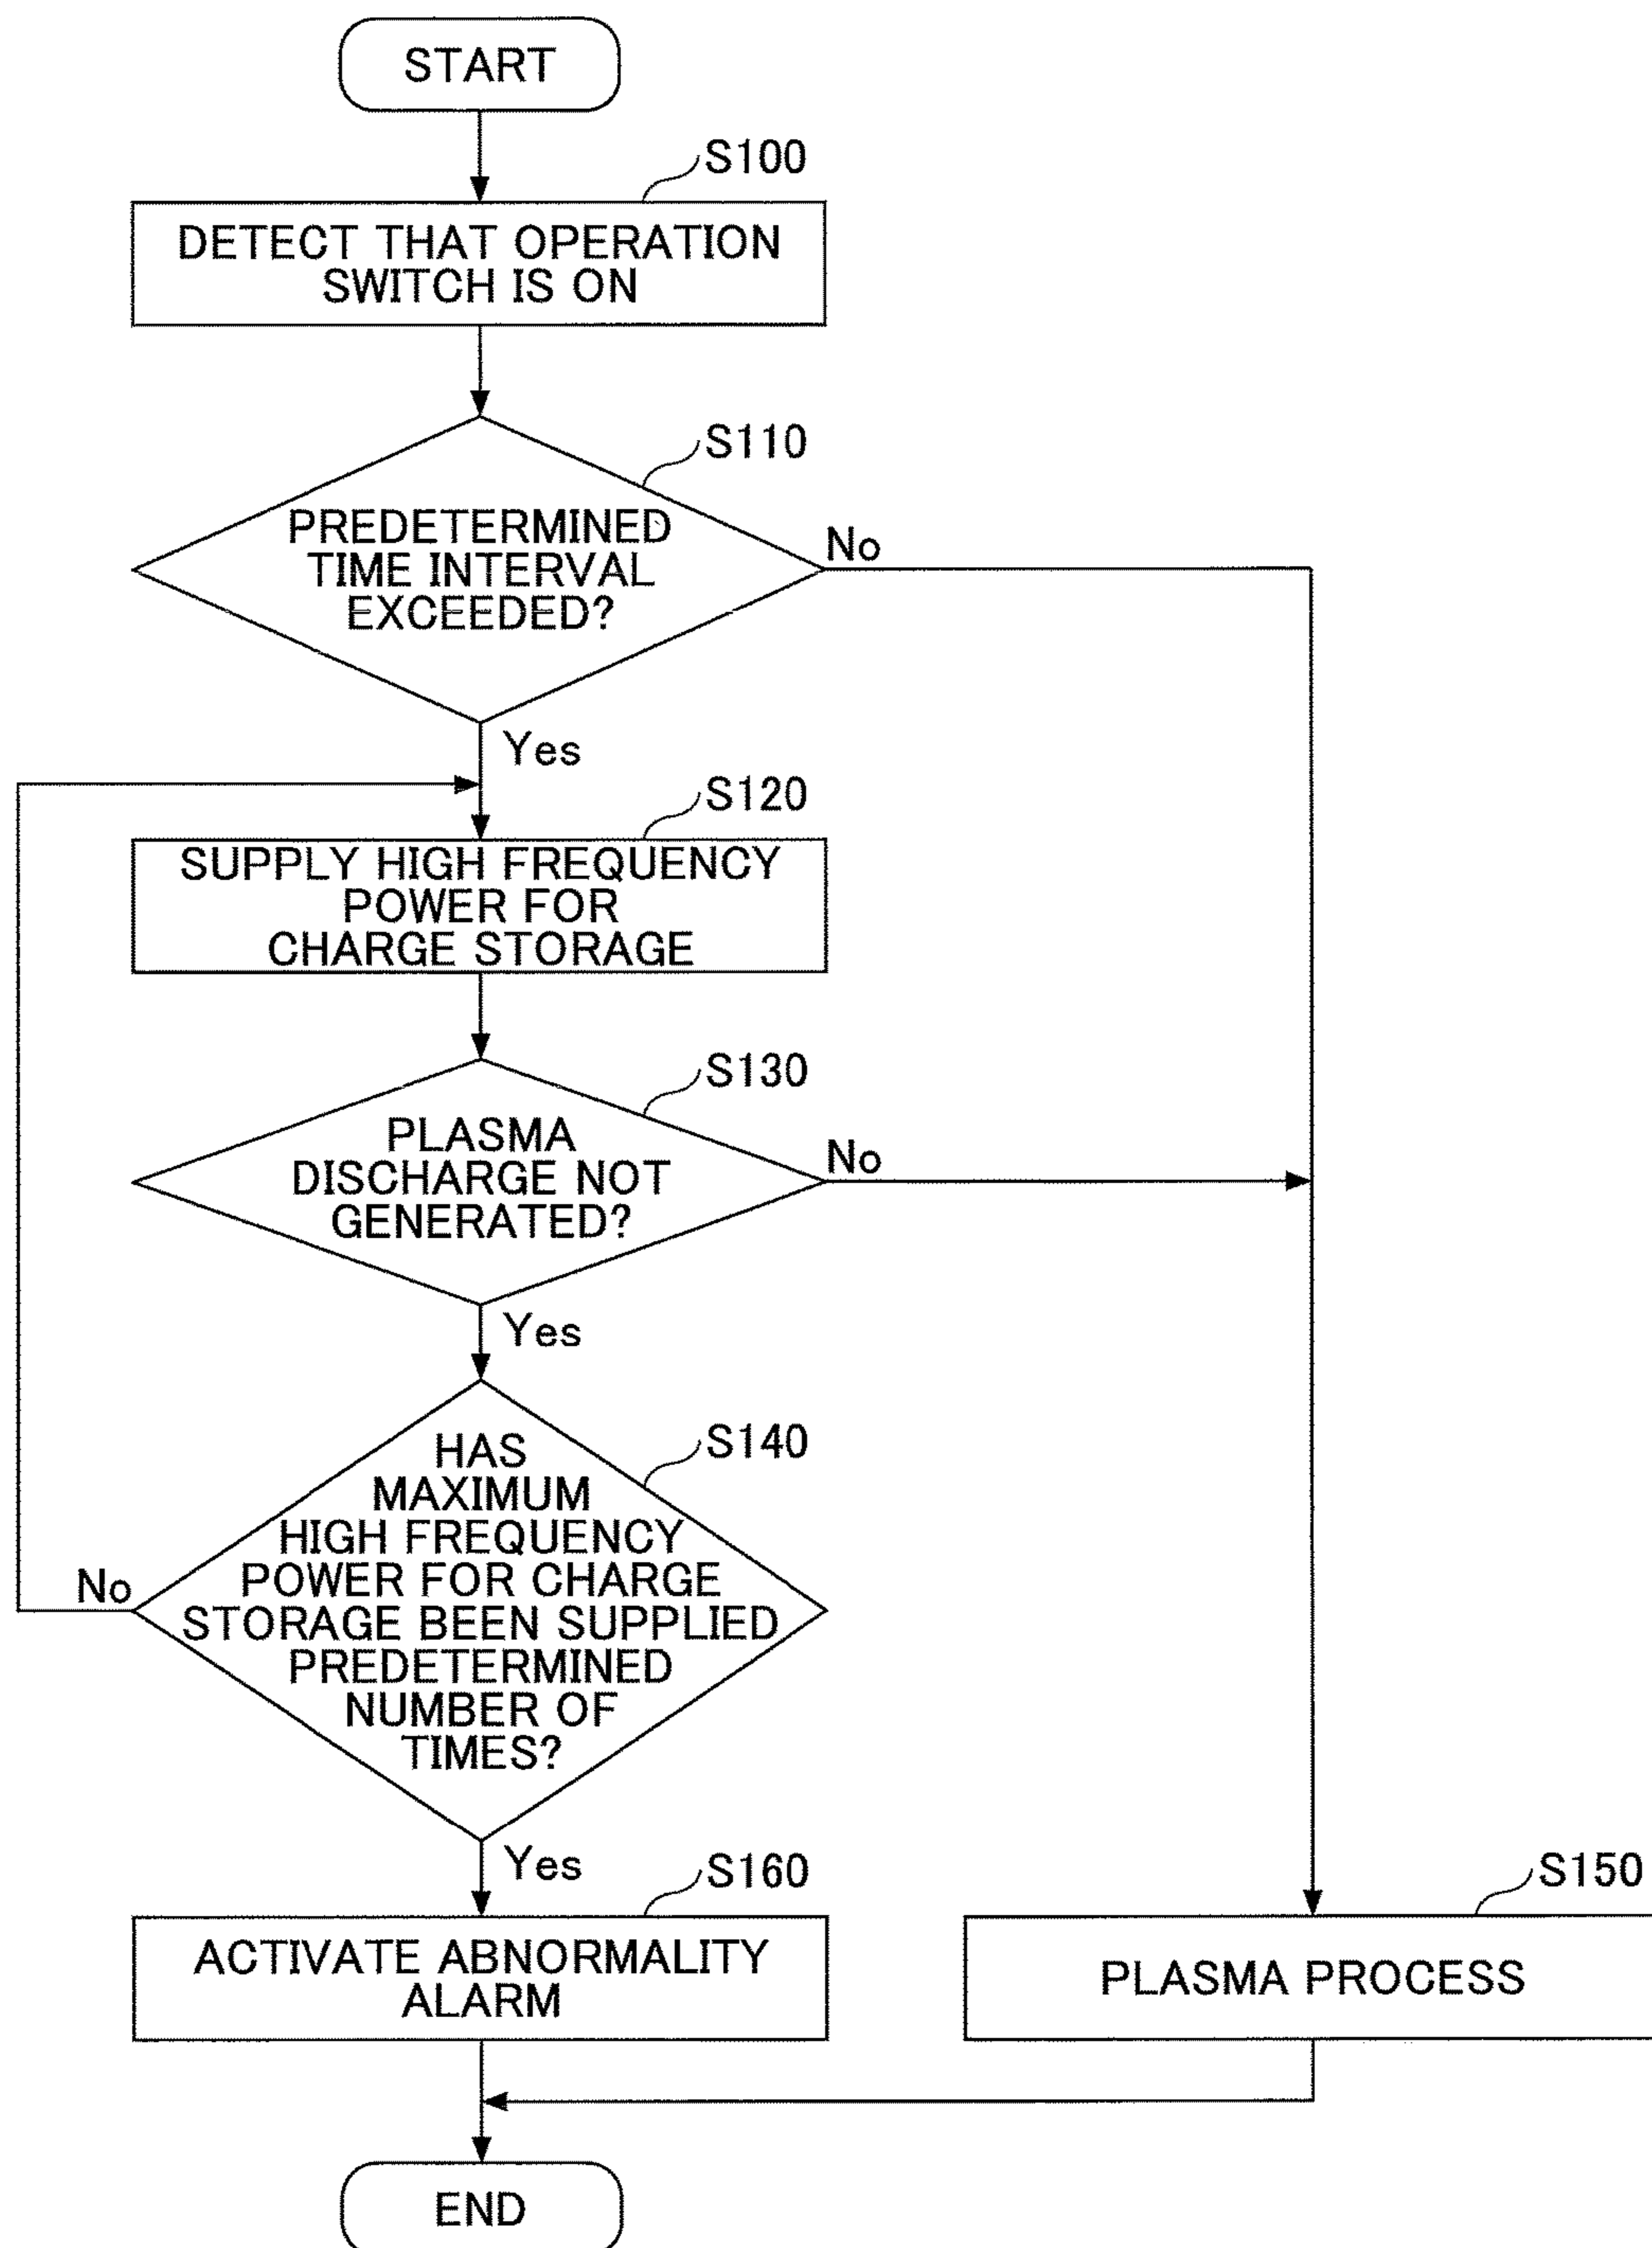 START
S100
DETECT THAT OPERATION
SWITCH IS ON
S110
PREDETERMINED
TIME INTERVAL
EXCEEDED?
No
Yes
S120
SUPPLY HIGH FREQUENCY
POWER FOR
CHARGE STORAGE
S130
PLASMA
DISCHARGE NOT
GENERATED?
No
Yes
S140
HAS
MAXIMUM
HIGH FREQUENCY
POWER FOR CHARGE
STORAGE BEEN SUPPLIED
PREDETERMINED
NUMBER OF
TIMES?
No
Yes
S160
ACTIVATE ABNORMALITY
ALARM
S150
PLASMA PROCESS
END